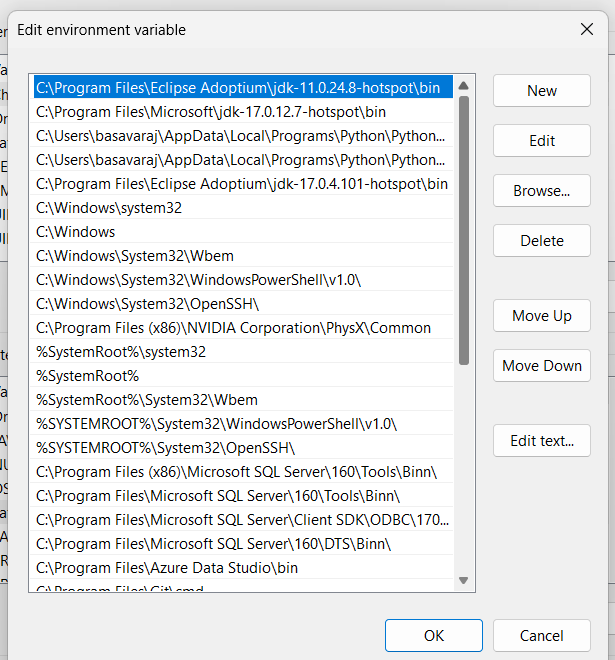 Edit environment variable
C:\Program Files\Eclipse Adoptium\jdk-11.0.24.8-hotspot\bin
C:\Program Files\Microsoft\jdk-17.0.12.7-hotspot\bin
C:\Users\basavaraj\AppData\Local\Programs\Python\Python...
C:\Users\basavaraj\AppData\Local\Programs\Python\Python...
C:\Program Files\Eclipse Adoptium\jdk-17.0.4.101-hotspot\bin
C:\Windows\system32
C:\Windows
C:\Windows\System32\Wbem
C:\Windows\System32\WindowsPowerShell\v1.0\
C:\Windows\System32\OpenSSH\
C:\Program Files (x86)\NVIDIA Corporation\PhysX\Common
%SystemRoot%\system32
%SystemRoot%
%SystemRoot%\System32\Wbem
%SYSTEMROOT%\System32\WindowsPowerShell\v1.0\
%SYSTEMROOT%\System32\OpenSSH\
C:\Program Files (x86)\Microsoft SQL Server\160\Tools\Binn\
C:\Program Files\Microsoft SQL Server\160\Tools\Binn\
C:\Program Files\Microsoft SQL Server\Client SDK\ODBC\170...
C:\Program Files\Microsoft SQL Server\160\DTS\Binn\
C:\Program Files\Azure Data Studio\bin
C:\Program Files\Git\cmd
New
Edit
Browse...
Delete
Move Up
Move Down
Edit text...
OK
Cancel